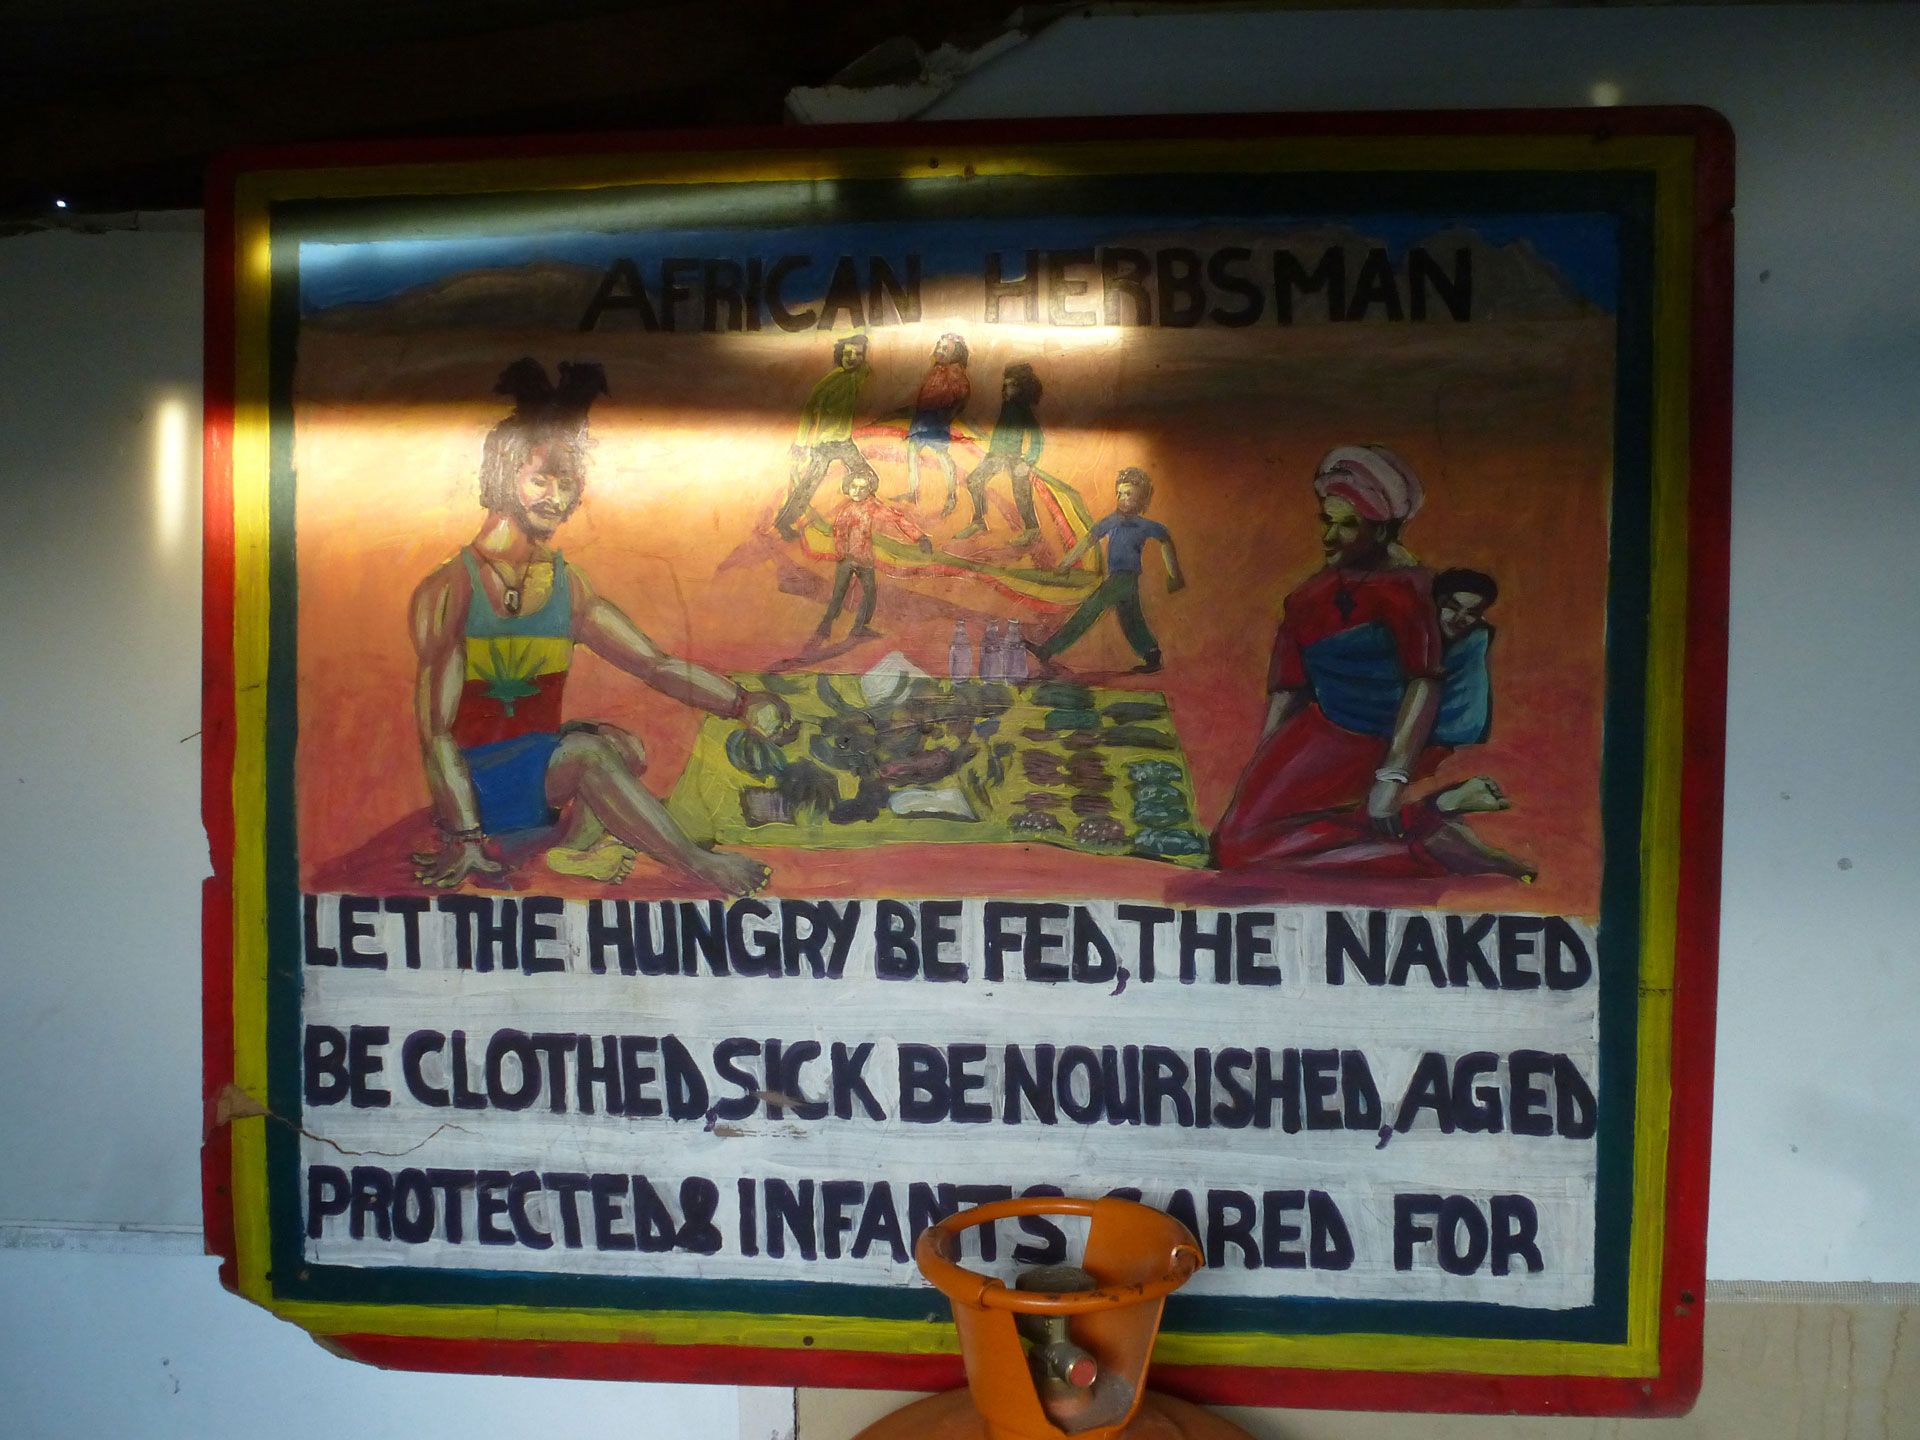 AFRICAN HERBSMAN
LET THE HUNGRY BE FED, THE NAKED
BE CLOTHED, SICK BE NOURISHED, AGED
PROTECTED & INFANTS CARED FOR